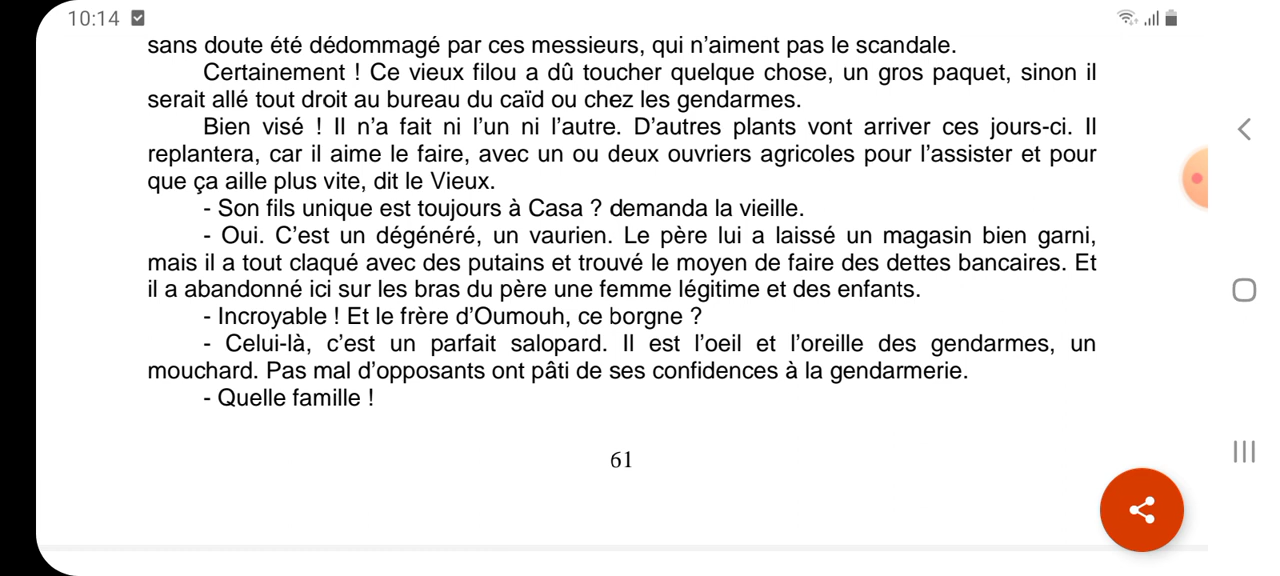 10:14
sans doute été dédommagé par ces messieurs, qui n'aiment pas le scandale.
Certainement ! Ce vieux filou a dû toucher quelque chose, un gros paquet, sinon il
serait allé tout droit au bureau du caïd ou chez les gendarmes.
Bien visé ! Il n'a fait ni l'un ni l'autre. D'autres plants vont arriver ces jours-ci. Il
replantera, car il aime le faire, avec un ou deux ouvriers agricoles pour l'assister et pour
que ça aille plus vite, dit le Vieux.
- Son fils unique est toujours à Casa ? demanda la vieille.
- Oui. C'est un dégénéré, un vaurien. Le père lui a laissé un magasin bien garni,
mais il a tout claqué avec des putains et trouvé le moyen de faire des dettes bancaires. Et
il a abandonné ici sur les bras du père une femme légitime et des enfants.
- Incroyable ! Et le frère d'Oumouh, ce borgne ?
- Celui-là, c'est un parfait salopard. Il est l'oeil et l'oreille des gendarmes, un
mouchard. Pas mal d'opposants ont pâti de ses confidences à la gendarmerie.
- Quelle famille !
61